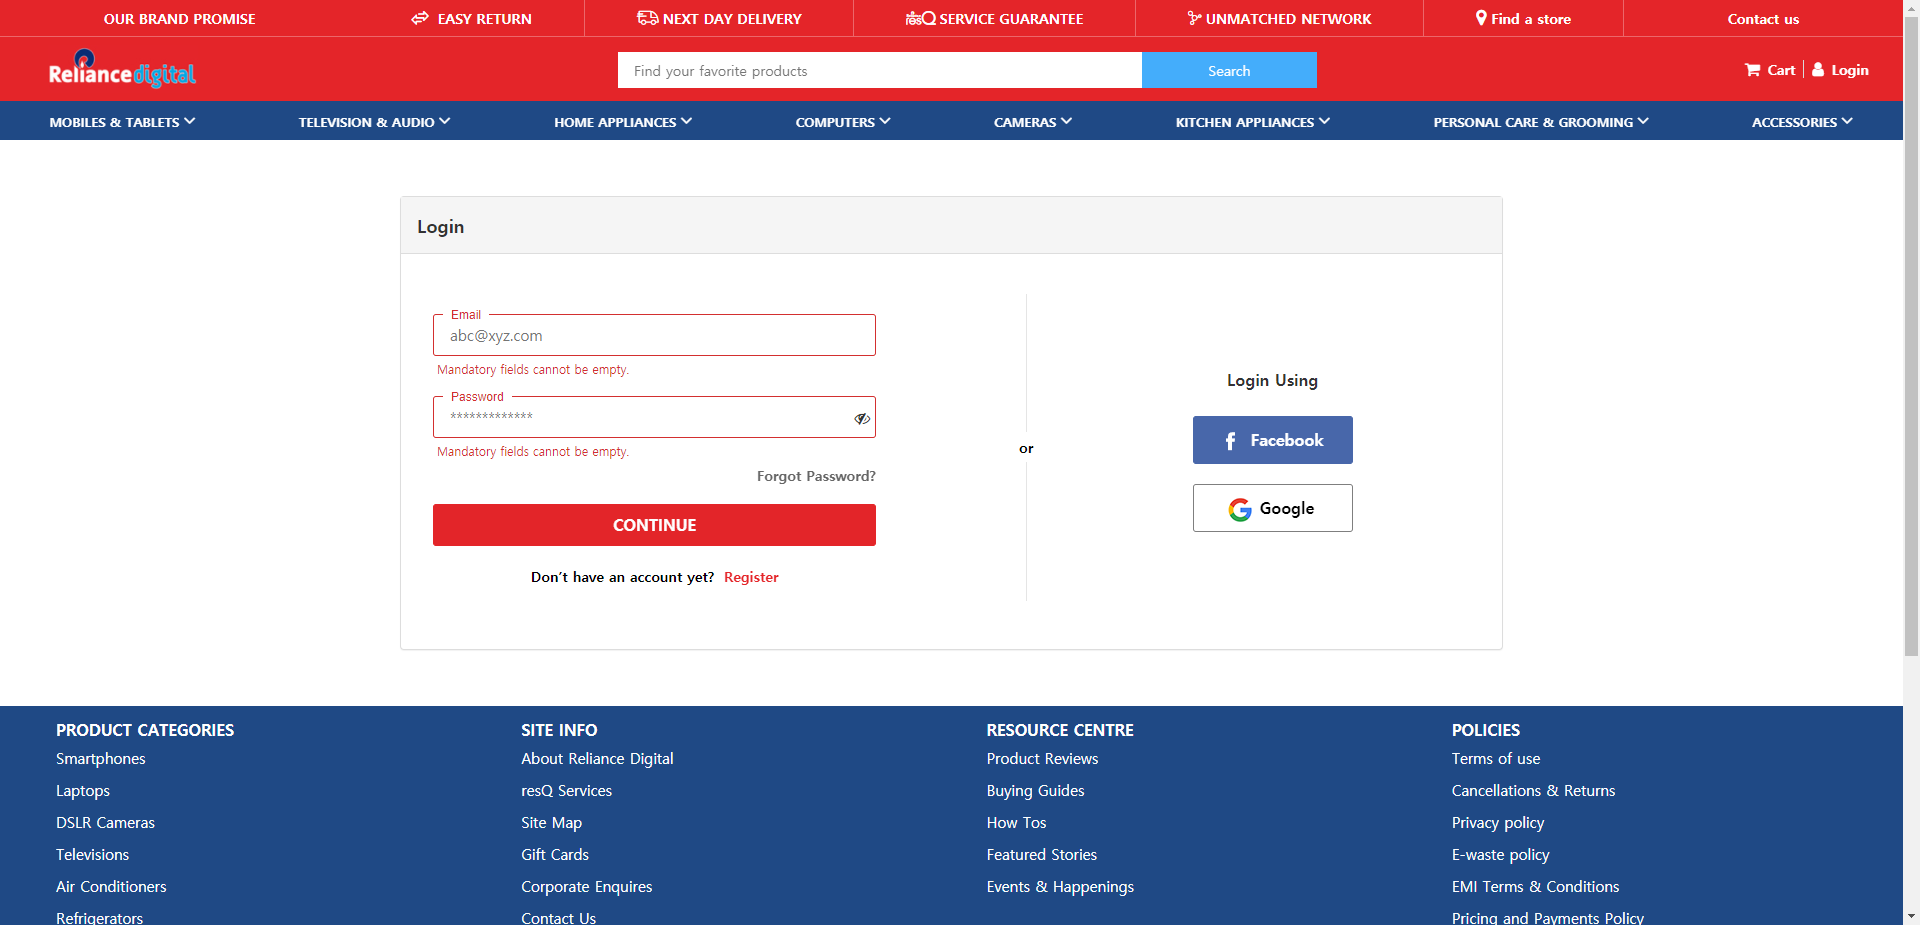 OUR BRAND PROMISE
EASY RETURN
NEXT DAY DELIVERY
resQ SERVICE GUARANTEE
UNMATCHED NETWORK
Find a store
Contact us
Reliance digital
Find your favorite products
Search
Cart
Login
MOBILES & TABLETS
TELEVISION & AUDIO
HOME APPLIANCES
COMPUTERS
CAMERAS
KITCHEN APPLIANCES
PERSONAL CARE & GROOMING
ACCESSORIES
Login
Email
abc@xyz.com
Mandatory fields cannot be empty.
Password
*************
Mandatory fields cannot be empty.
Forgot Password?
CONTINUE
Don't have an account yet? Register
or
Login Using
Facebook
Google
PRODUCT CATEGORIES
Smartphones
Laptops
DSLR Cameras
Televisions
Air Conditioners
Refrigerators
SITE INFO
About Reliance Digital
resQ Services
Site Map
Gift Cards
Corporate Enquires
Contact Us
RESOURCE CENTRE
Product Reviews
Buying Guides
How Tos
Featured Stories
Events & Happenings
POLICIES
Terms of use
Cancellations & Returns
Privacy policy
E-waste policy
EMI Terms & Conditions
Pricing and Payments Policy